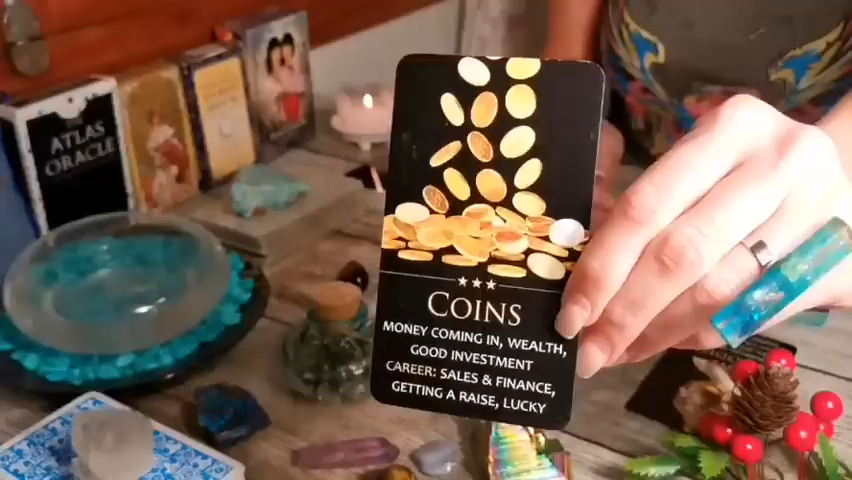 ATLAS
ORACLE
COINS
MONEY COMING IN, WEALTH,
GOOD INVESTMENT
CAREER: SALES & FINANCE,
GETTING A RAISE, LUCKY